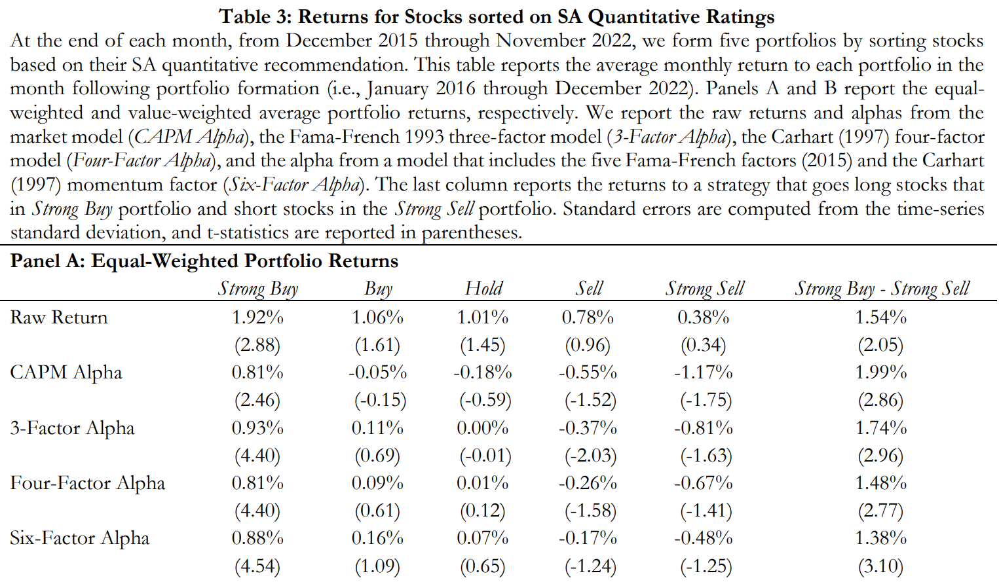 Table 3: Returns for Stocks sorted on SA Quantitative Ratings
At the end of each month, from December 2015 through November 2022, we form five portfolios by sorting stocks
based on their SA quantitative recommendation. This table reports the average monthly return to each portfolio in the
month following portfolio formation (i.e., January 2016 through December 2022). Panels A and B report the equal-
weighted and value-weighted average portfolio returns, respectively. We report the raw returns and alphas from the
market model (CAPM Alpha), the Fama-French 1993 three-factor model (3-Factor Alpha), the Carhart (1997) four-factor
model (Four-Factor Alpha), and the alpha from a model that includes the five Fama-French factors (2015) and the Carhart
(1997) momentum factor (Six-Factor Alpha). The last column reports the returns to a strategy that goes long stocks that
in Strong Buy portfolio and short stocks in the Strong Sell portfolio. Standard errors are computed from the time-series
standard deviation, and t-statistics are reported in parentheses.
Panel A: Equal-Weighted Portfolio Returns
Strong Buy Buy Hold Sell Strong Sell Strong Buy - Strong Sell
Raw Return 1.92% 1.06% 1.01% 0.78% 0.38% 1.54%
(2.88) (1.61) (1.45) (0.96) (0.34) (2.05)
CAPM Alpha 0.81% -0.05% -0.18% -0.55% -1.17% 1.99%
(2.46) (-0.15) (-0.59) (-1.52) (-1.75) (2.86)
3-Factor Alpha 0.93% 0.11% 0.00% -0.37% -0.81% 1.74%
(4.40) (0.69) (-0.01) (-2.03) (-1.63) (2.96)
Four-Factor Alpha 0.81% 0.09% 0.01% -0.26% -0.67% 1.48%
(4.40) (0.61) (0.12) (-1.58) (-1.41) (2.77)
Six-Factor Alpha 0.88% 0.16% 0.07% -0.17% -0.48% 1.38%
(4.54) (1.09) (0.65) (-1.24) (-1.25) (3.10)